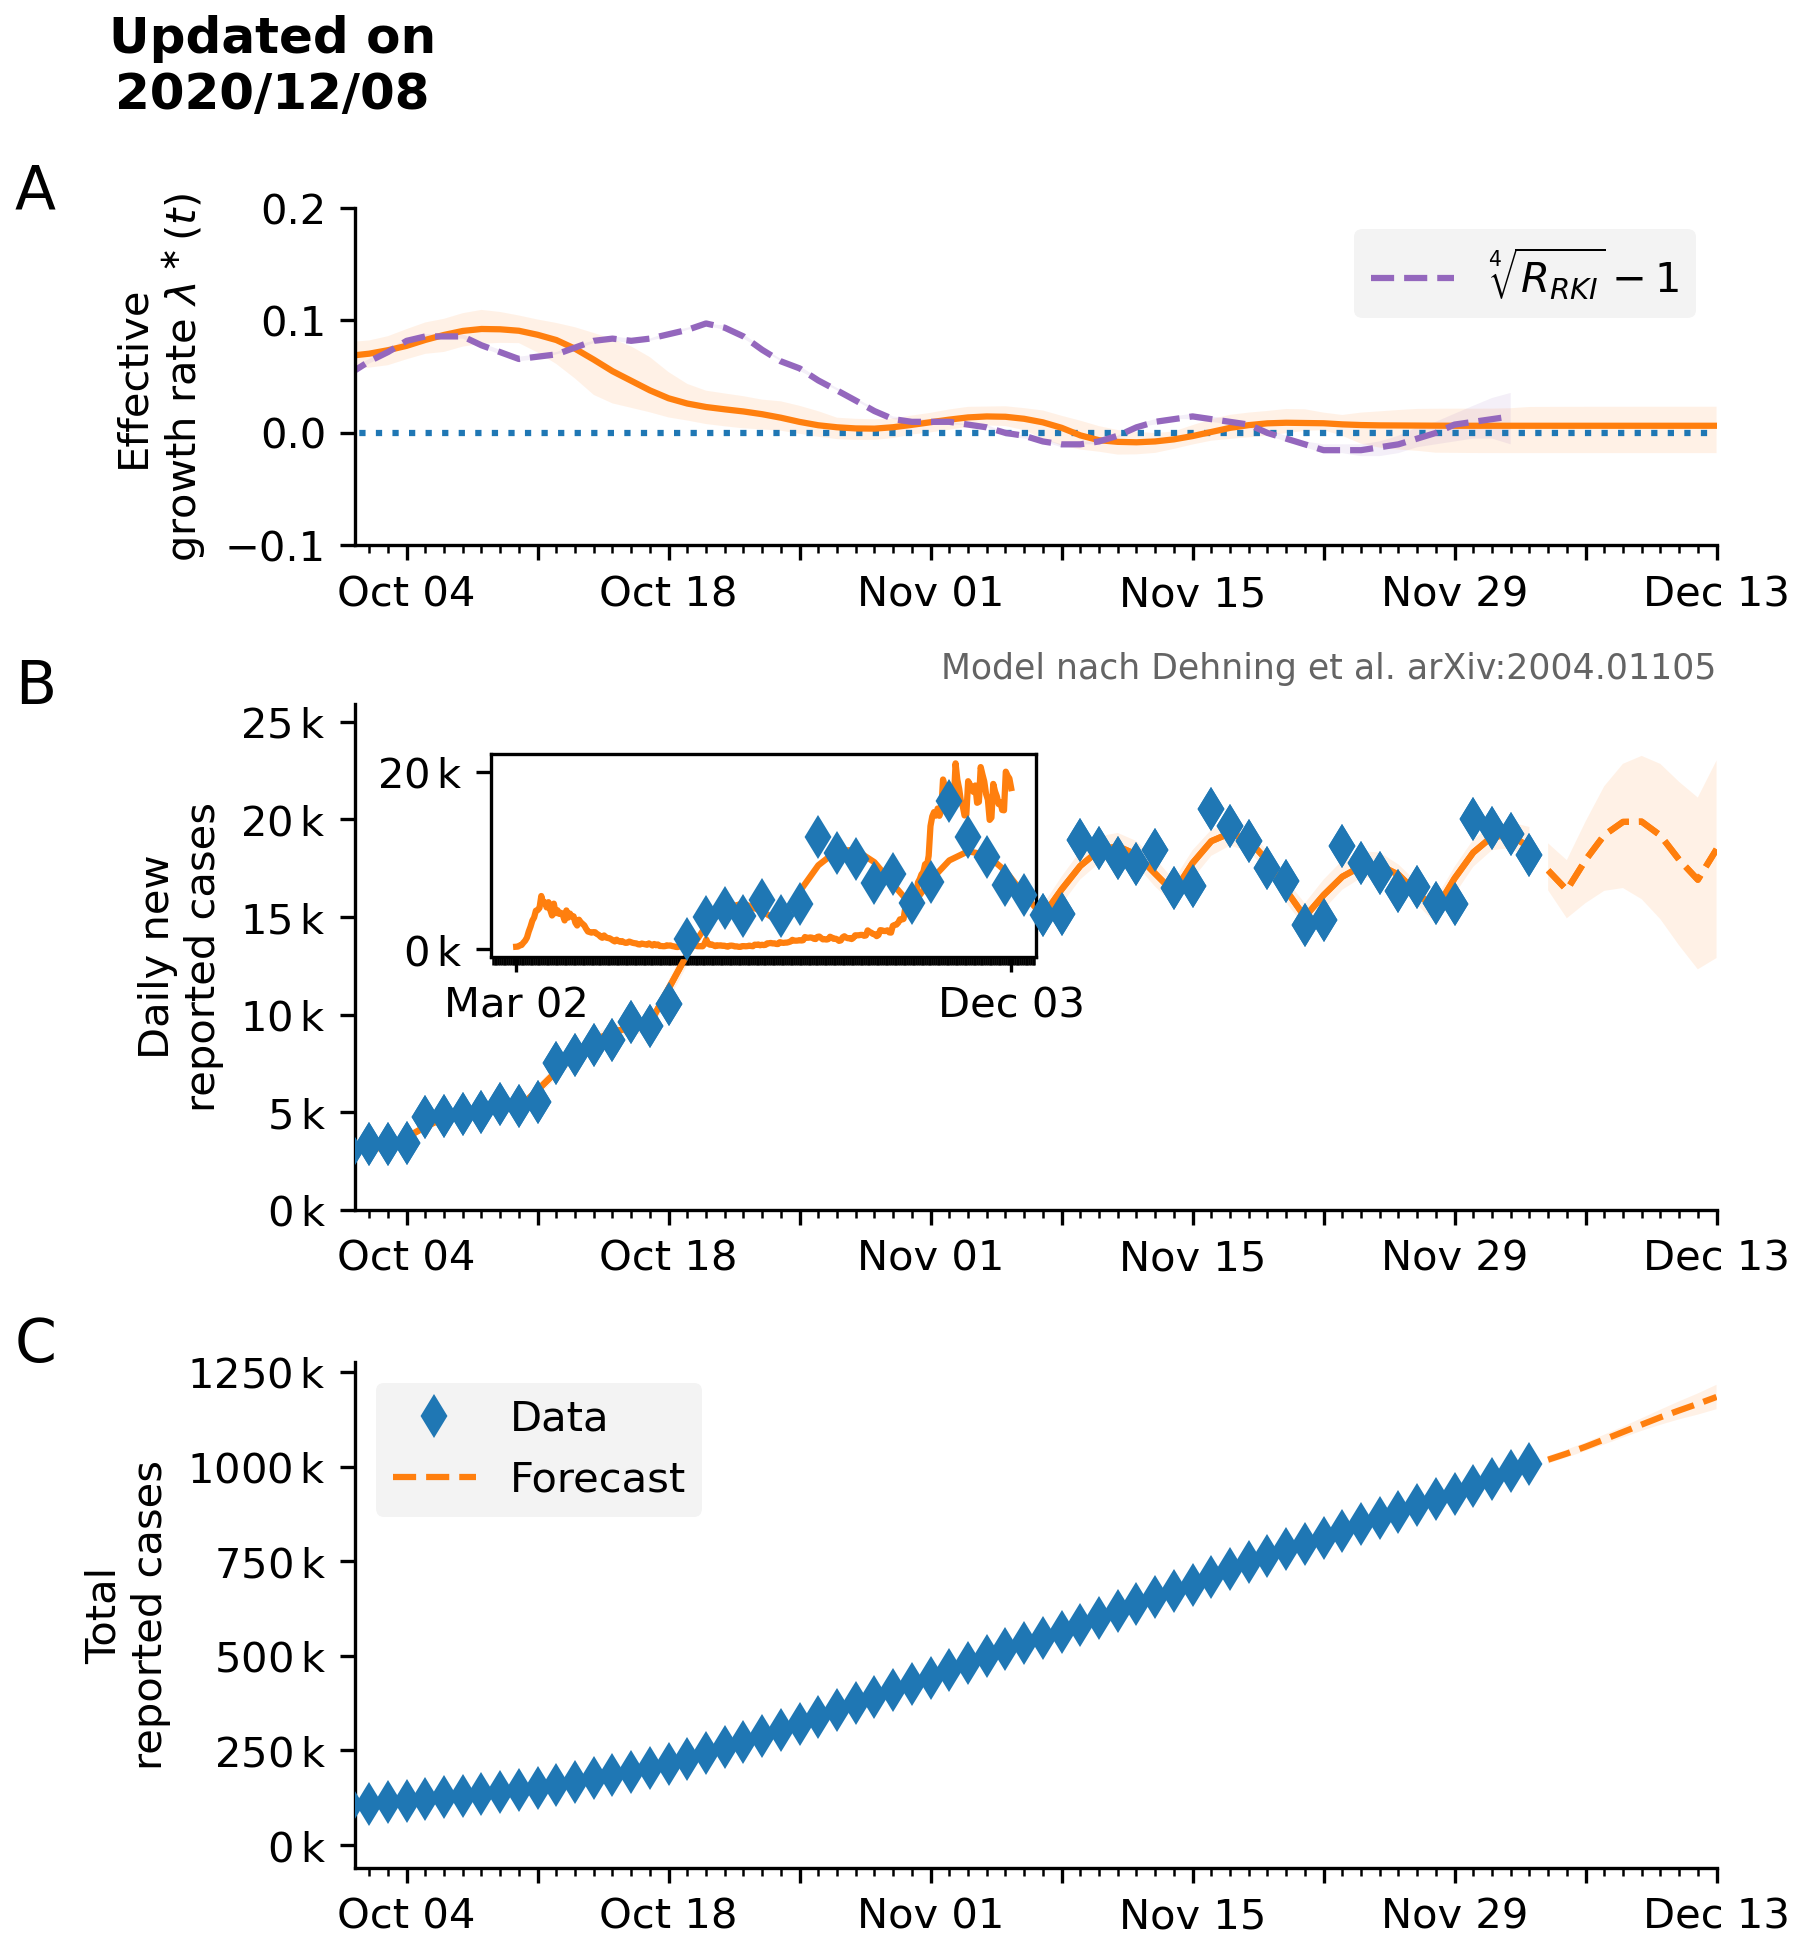 Updated on
2020/12/08
A
Effective
growth rate λ * (t)
0.2
0.1
0.0
−0.1
∜R_RKI − 1
Oct 04 Oct 18 Nov 01 Nov 15 Nov 29 Dec 13
Model nach Dehning et al. arXiv:2004.01105
B
Daily new
reported cases
25 k
20 k
15 k
10 k
5 k
0 k
20 k
0 k
Mar 02 Dec 03
Oct 04 Oct 18 Nov 01 Nov 15 Nov 29 Dec 13
C
Total
reported cases
1250 k
1000 k
750 k
500 k
250 k
0 k
Data
Forecast
Oct 04 Oct 18 Nov 01 Nov 15 Nov 29 Dec 13